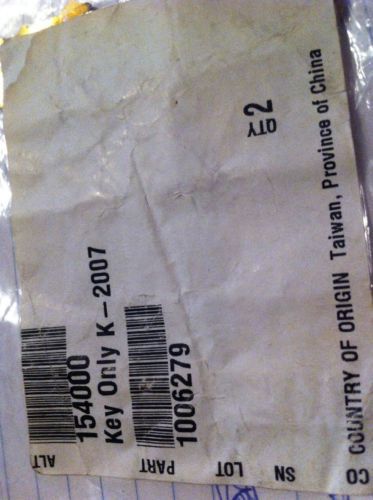 ALT 154000
Key Only K-2007
PART 1006279
QTY 2
LOT
SN
CO COUNTRY OF ORIGIN Taiwan, Province of China